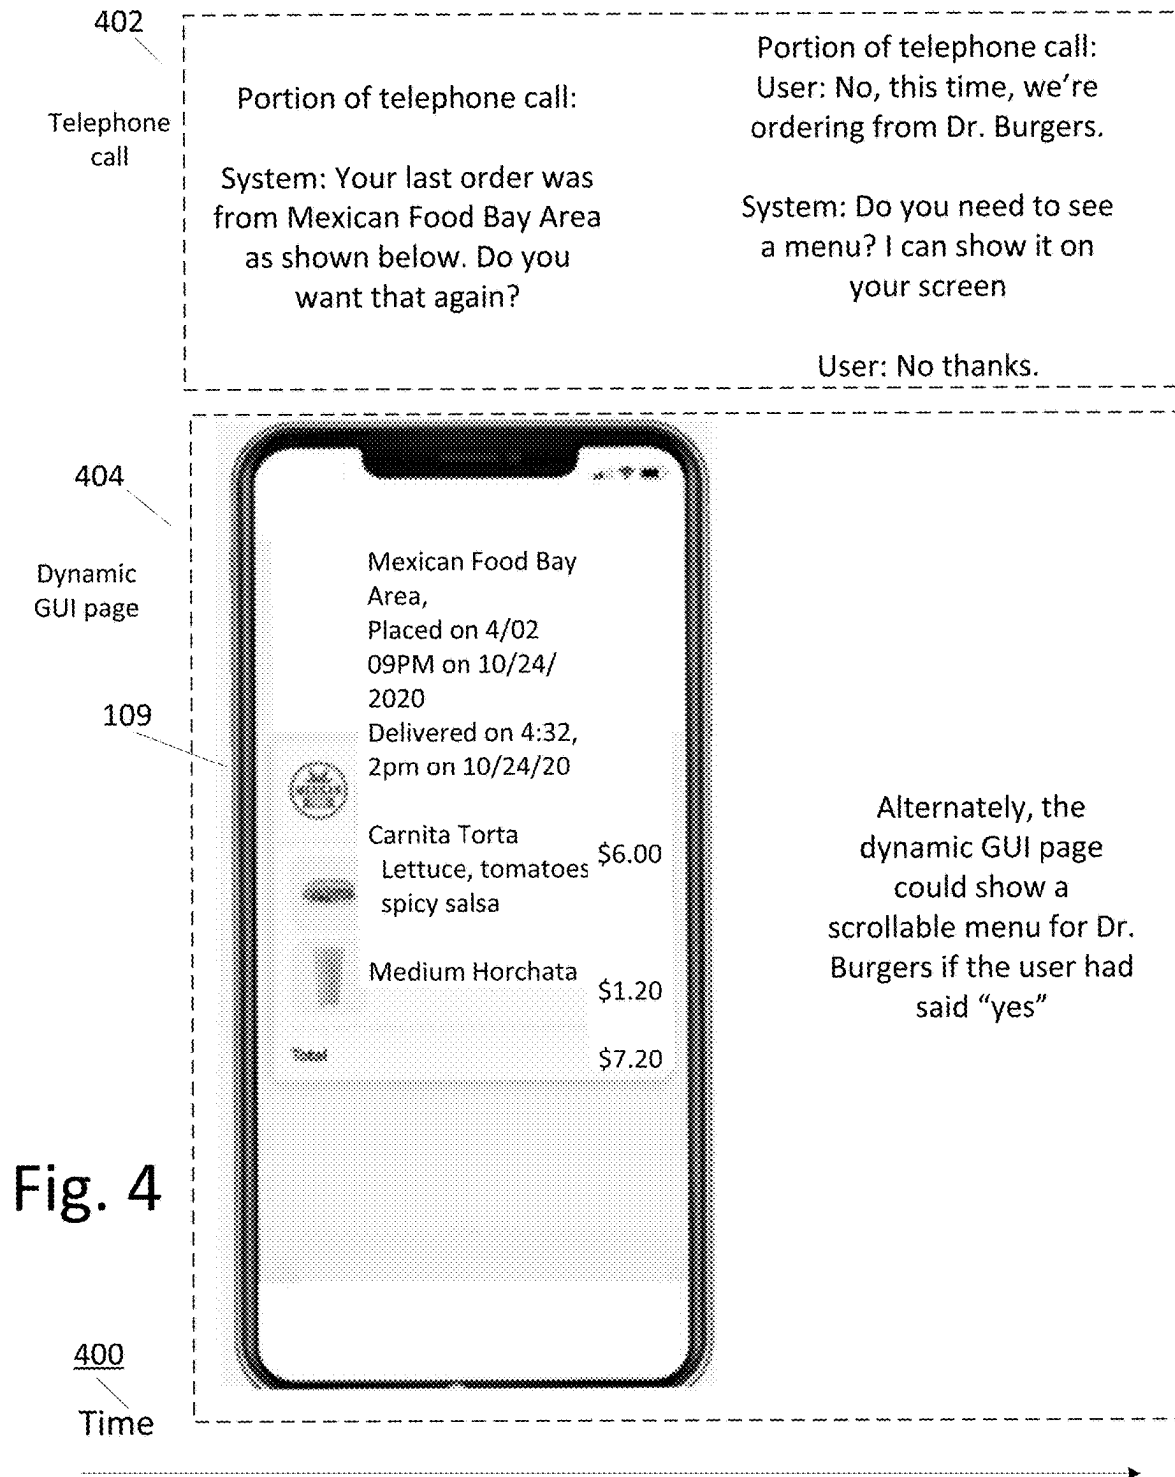 402
Telephone
call
Portion of telephone call:
System: Your last order was
from Mexican Food Bay Area
as shown below. Do you
want that again?
Portion of telephone call:
User: No, this time, we’re
ordering from Dr. Burgers.
System: Do you need to see
a menu? I can show it on
your screen
User: No thanks.
404
Dynamic
GUI page
109
Mexican Food Bay
Area,
Placed on 4/02
09PM on 10/24/
2020
Delivered on 4:32,
2pm on 10/24/20
Carnita Torta
Lettuce, tomatoes
spicy salsa
$6.00
Medium Horchata
$1.20
Total
$7.20
Alternately, the
dynamic GUI page
could show a
scrollable menu for Dr.
Burgers if the user had
said “yes”
Fig. 4
400
Time